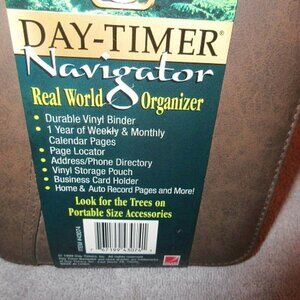 DAY-TIMER®
Navigator
Real World Organizer
• Durable Vinyl Binder
• 1 Year of Weekly & Monthly
Calendar Pages
• Page Locator
• Address/Phone Directory
• Vinyl Storage Pouch
• Business Card Holder
• Home & Auto Record Pages and More!
Look for the Trees on
Portable Size Accessories
ITEM #43074